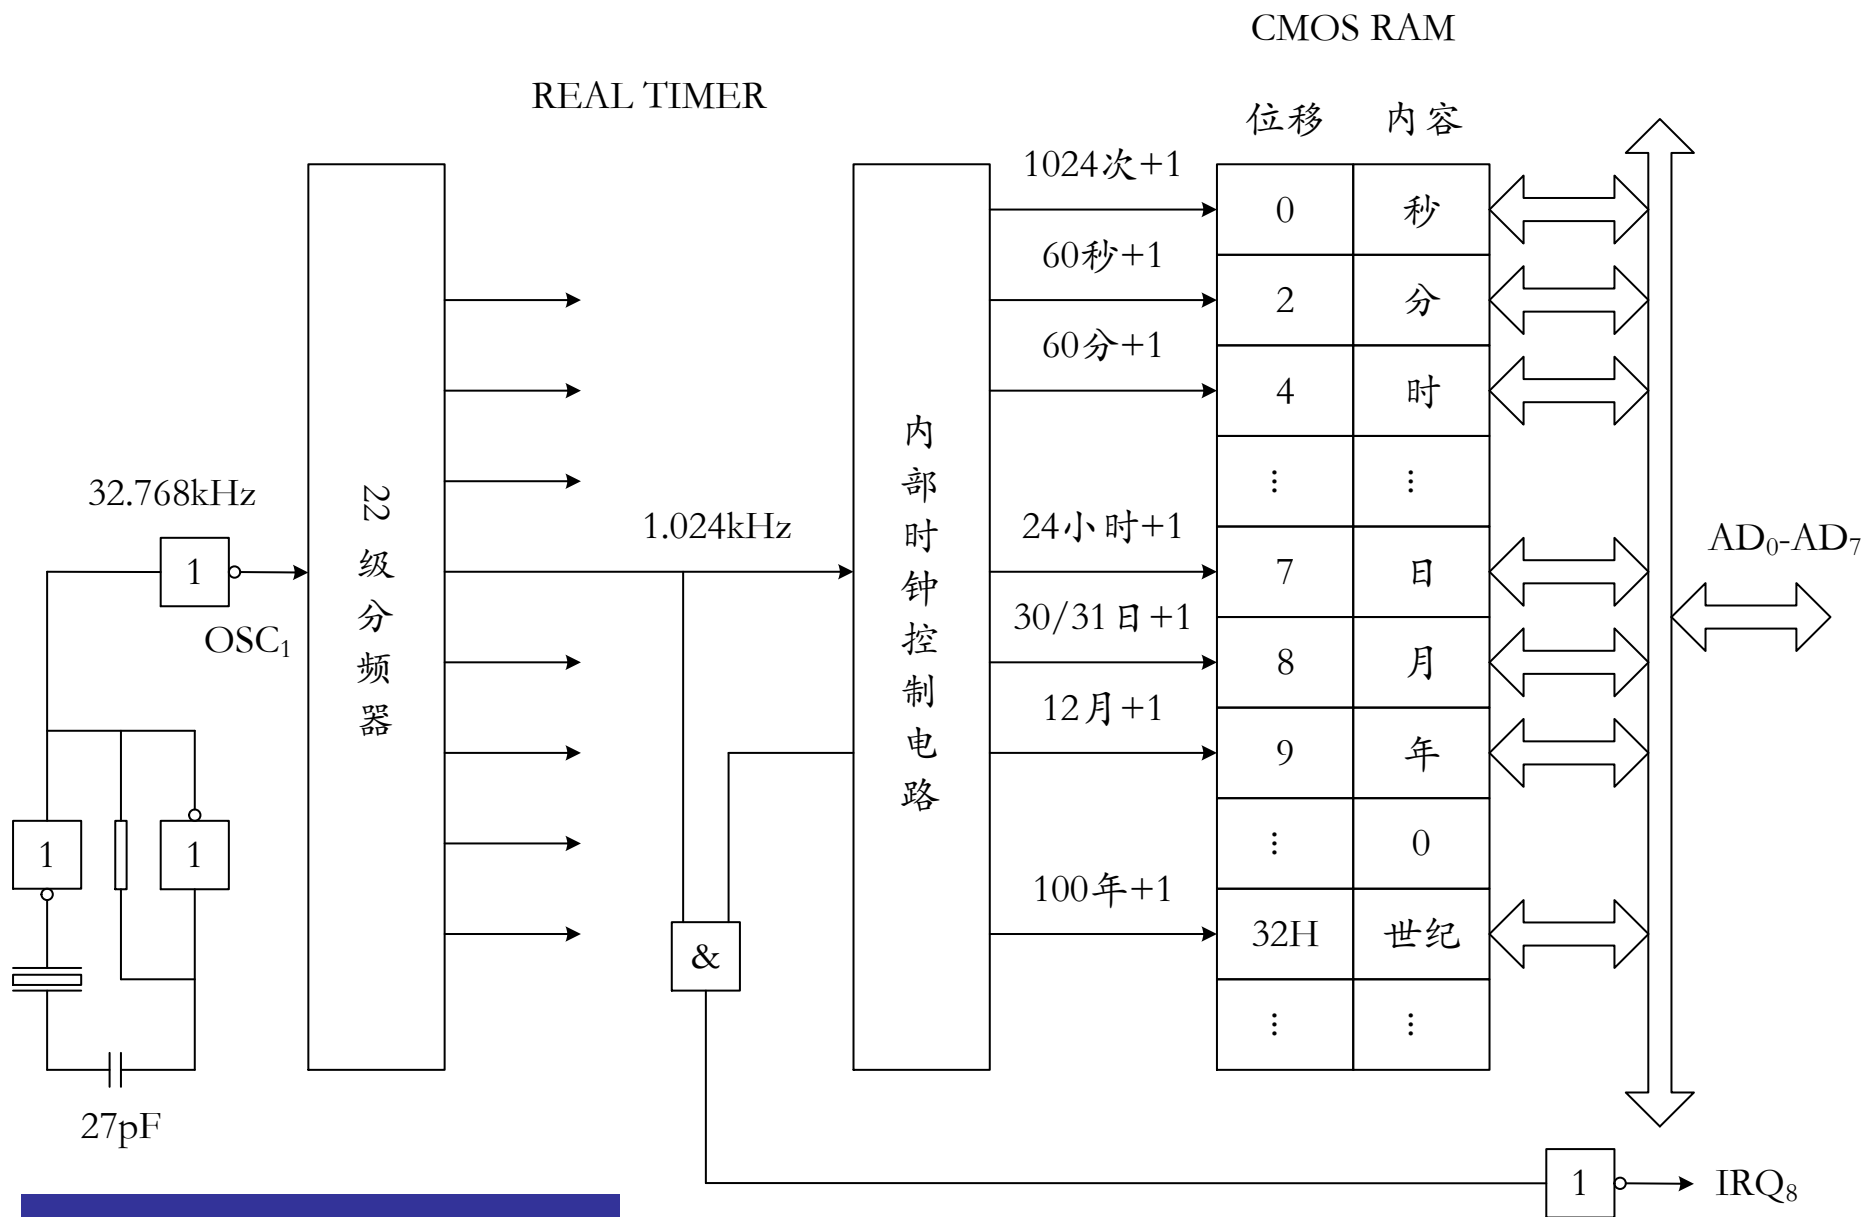 CMOS RAM
REAL TIMER
位移 内容
1024次+1
0 秒
60秒+1
2 分
60分+1
4 时
⋮ ⋮
32.768kHz
1
OSC₁
22级分频器
1.024kHz
内部时钟控制电路
24小时+1
7 日
AD₀-AD₇
30/31日+1
8 月
12月+1
9 年
1
1
⋮ 0
100年+1
&
32H 世纪
⋮ ⋮
27pF
1
IRQ₈